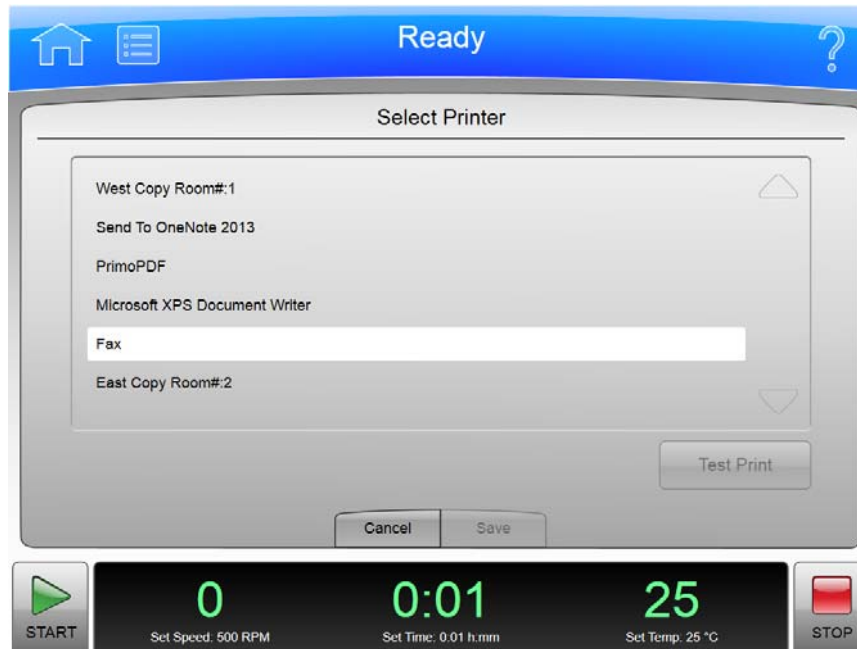 Ready
Select Printer
West Copy Room#:1
Send To OneNote 2013
PrimoPDF
Microsoft XPS Document Writer
Fax
East Copy Room#:2
Test Print
Cancel Save
START 0 0:01 25 STOP
Set Speed: 500 RPM Set Time: 0:01 h:mm Set Temp: 25 °C